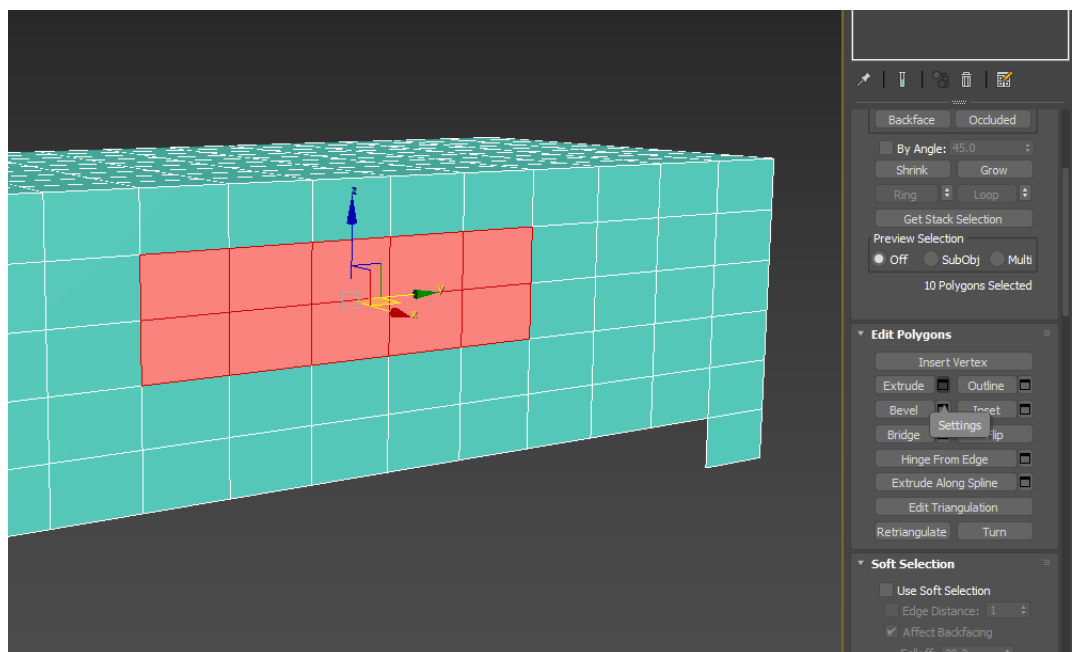 Backface Occluded
By Angle: 45.0
Shrink Grow
Ring Loop
Get Stack Selection
Preview Selection
Off SubObj Multi
10 Polygons Selected
Edit Polygons
Insert Vertex
Extrude Outline
Bevel Inset
Settings
Bridge Flip
Hinge From Edge
Extrude Along Spline
Edit Triangulation
Retriangulate Turn
Soft Selection
Use Soft Selection
Edge Distance: 1
Affect Backfacing
z
y
x